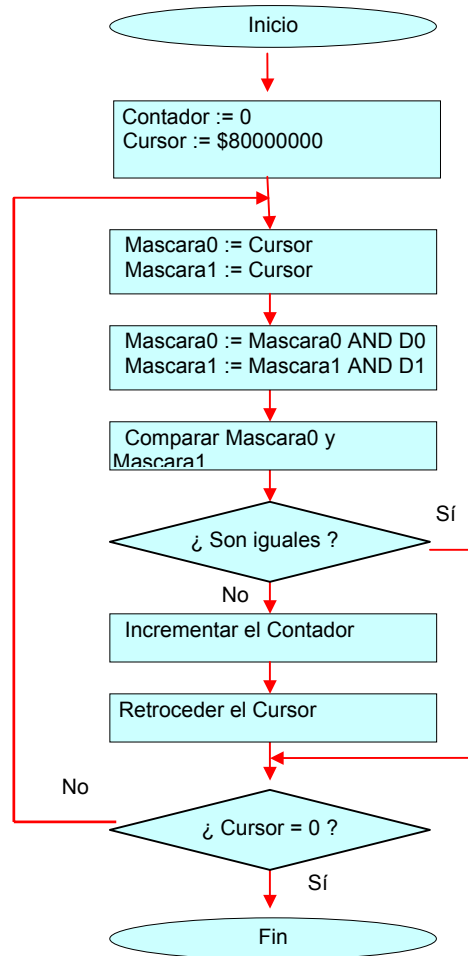 Inicio
Contador := 0
Cursor := $80000000
Mascara0 := Cursor
Mascara1 := Cursor
Mascara0 := Mascara0 AND D0
Mascara1 := Mascara1 AND D1
Comparar Mascara0 y
Mascara1
¿ Son iguales ?
Sí
No
Incrementar el Contador
Retroceder el Cursor
No
¿ Cursor = 0 ?
Sí
Fin